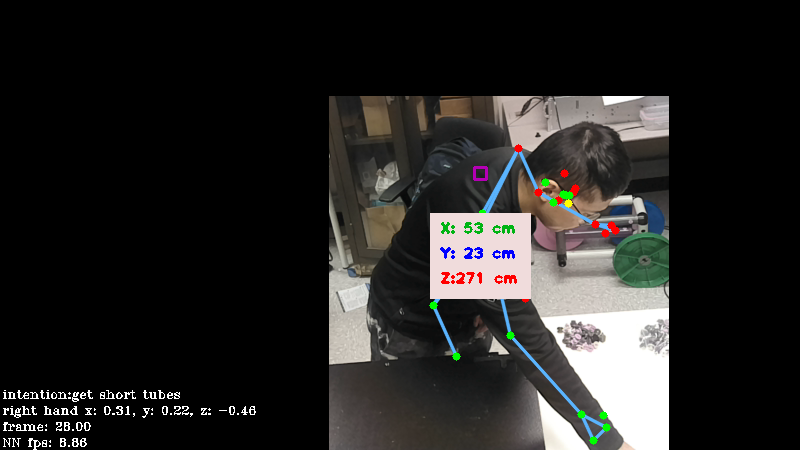 X: 53 cm
Y: 23 cm
Z:271 cm
intention:get short tubes
right hand x: 0.31, y: 0.22, z: -0.46
frame: 28.00
NN fps: 8.86